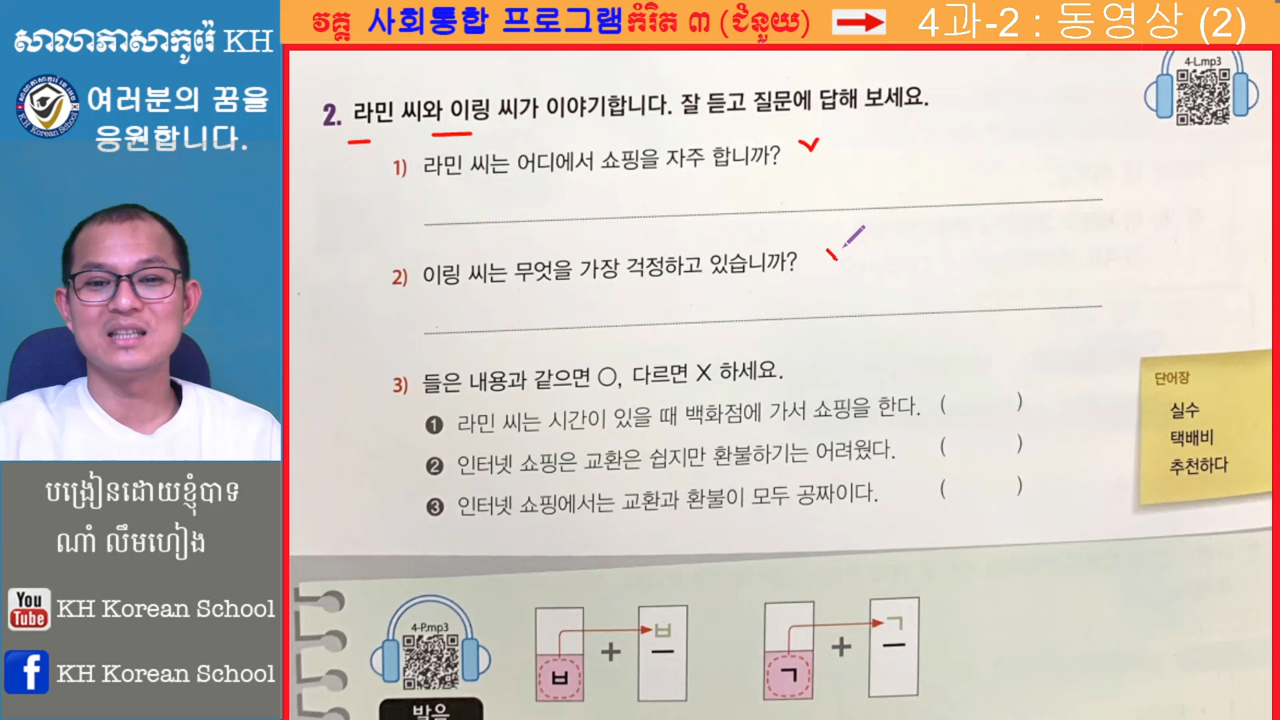 សាលាភាសាកូរ៉េ KH
여러분의 꿈을
응원합니다.
វគ្គ 사회통합 프로그램 កំរិត ៣ (ជំនួយ)
4과-2 : 동영상 (2)
4-L.mp3
2. 라민 씨와 이링 씨가 이야기합니다. 잘 듣고 질문에 답해 보세요.
1) 라민 씨는 어디에서 쇼핑을 자주 합니까?
2) 이링 씨는 무엇을 가장 걱정하고 있습니까?
3) 들은 내용과 같으면 ○, 다르면 X 하세요.
❶ 라민 씨는 시간이 있을 때 백화점에 가서 쇼핑을 한다. ( )
❷ 인터넷 쇼핑은 교환은 쉽지만 환불하기는 어려웠다. ( )
❸ 인터넷 쇼핑에서는 교환과 환불이 모두 공짜이다. ( )
단어장
실수
택배비
추천하다
បង្រៀនដោយខ្ញុំបាទ
ណាំ លឹមហៀង
You Tube KH Korean School
f KH Korean School
4-P.mp3
발음
ㅂ + ㅂ ㅡ
ㄱ + ㄱ ㅡ